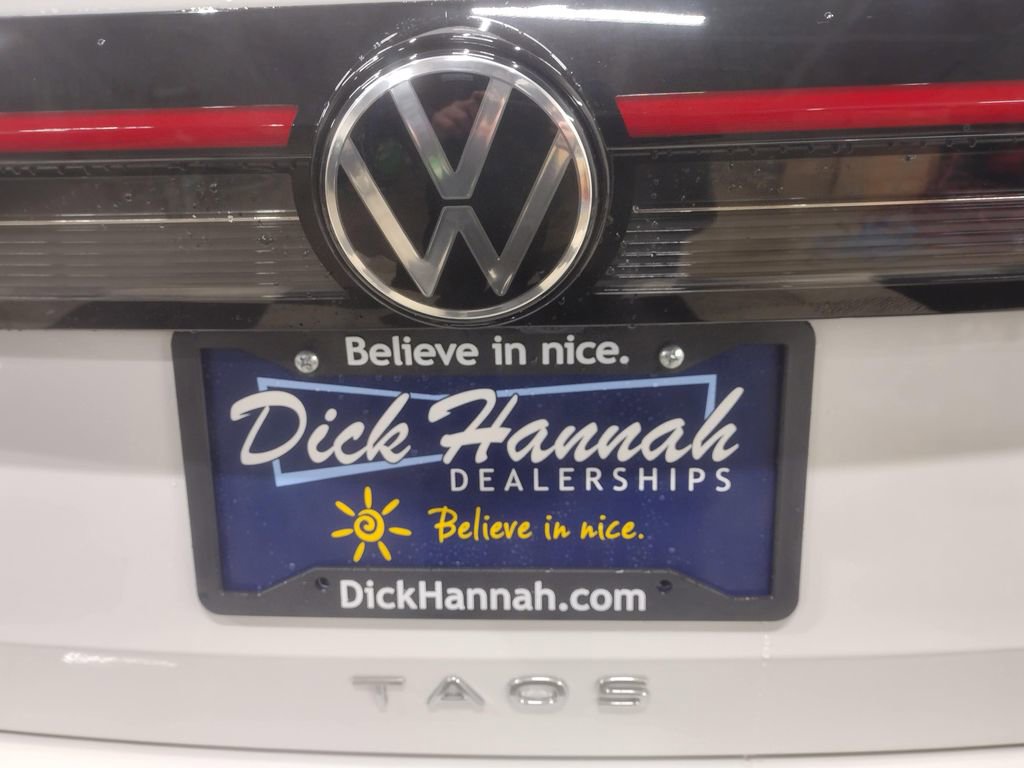 Believe in nice.
Dick Hannah
DEALERSHIPS
Believe in nice.
DickHannah.com
TAOS